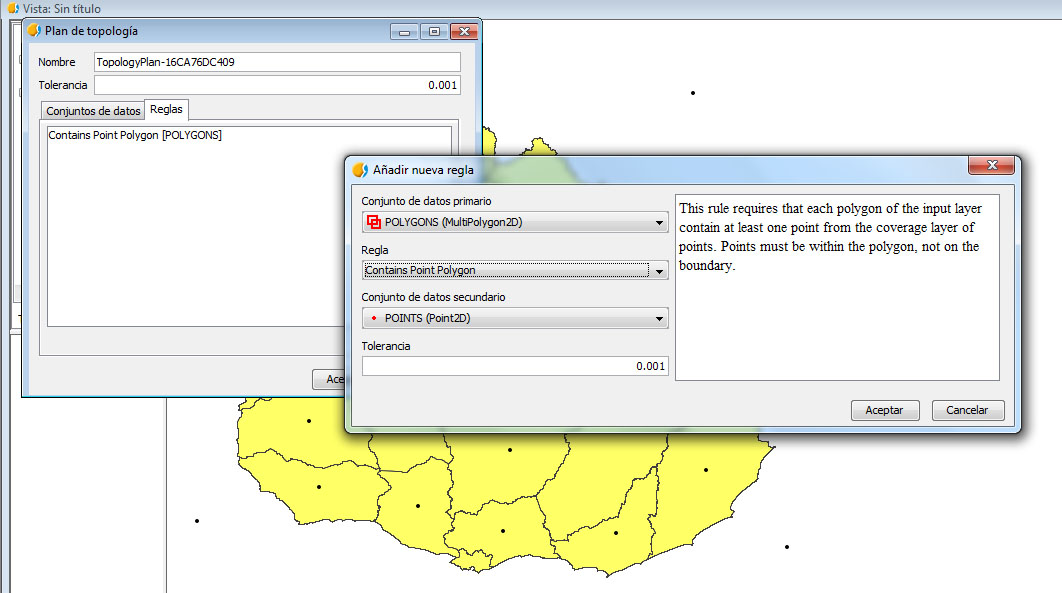 Vista: Sin título
Plan de topología
Nombre
TopologyPlan-16CA76DC409
Tolerancia
0.001
Conjuntos de datos
Reglas
Contains Point Polygon [POLYGONS]
Añadir nueva regla
Conjunto de datos primario
POLYGONS (MultiPolygon2D)
Regla
Contains Point Polygon
Conjunto de datos secundario
POINTS (Point2D)
Tolerancia
0.001
This rule requires that each polygon of the input layer
contain at least one point from the coverage layer of
points. Points must be within the polygon, not on the
boundary.
Aceptar
Cancelar